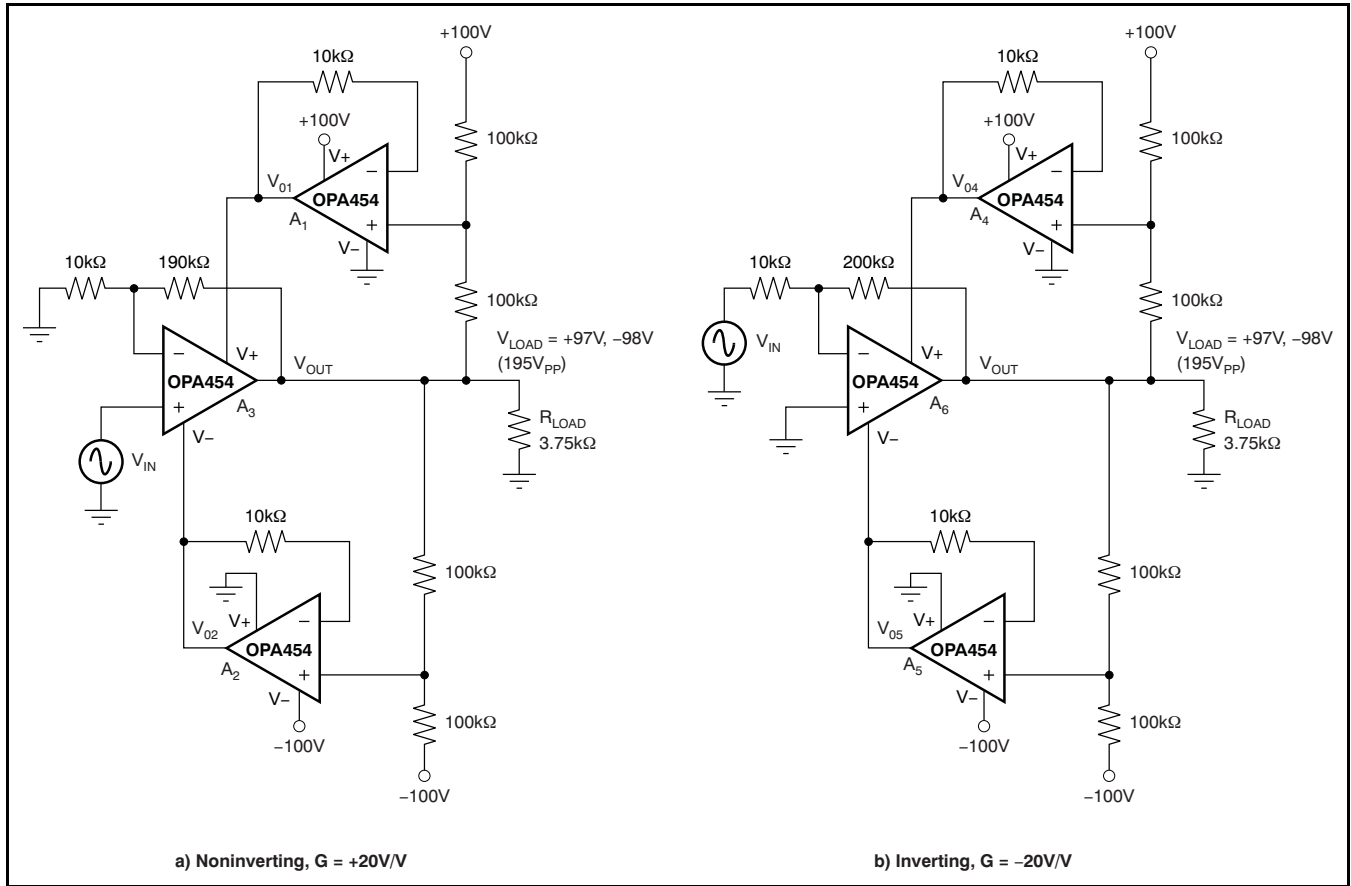 +100V
10kΩ
+100V
V+
100kΩ
−
V01
OPA454
A1
+
V−
10kΩ
190kΩ
100kΩ
VLOAD = +97V, −98V
(195VPP)
−
V+
VOUT
OPA454
A3
+
V−
RLOAD
3.75kΩ
VIN
10kΩ
100kΩ
V+
−
V02
OPA454
A2
+
V−
100kΩ
−100V
−100V
a) Noninverting, G = +20V/V
+100V
10kΩ
+100V
V+
100kΩ
−
V04
OPA454
A4
+
V−
10kΩ
200kΩ
100kΩ
VLOAD = +97V, −98V
(195VPP)
VIN
−
V+
VOUT
OPA454
A6
+
V−
RLOAD
3.75kΩ
10kΩ
100kΩ
V+
−
V05
OPA454
A5
+
V−
100kΩ
−100V
−100V
b) Inverting, G = −20V/V